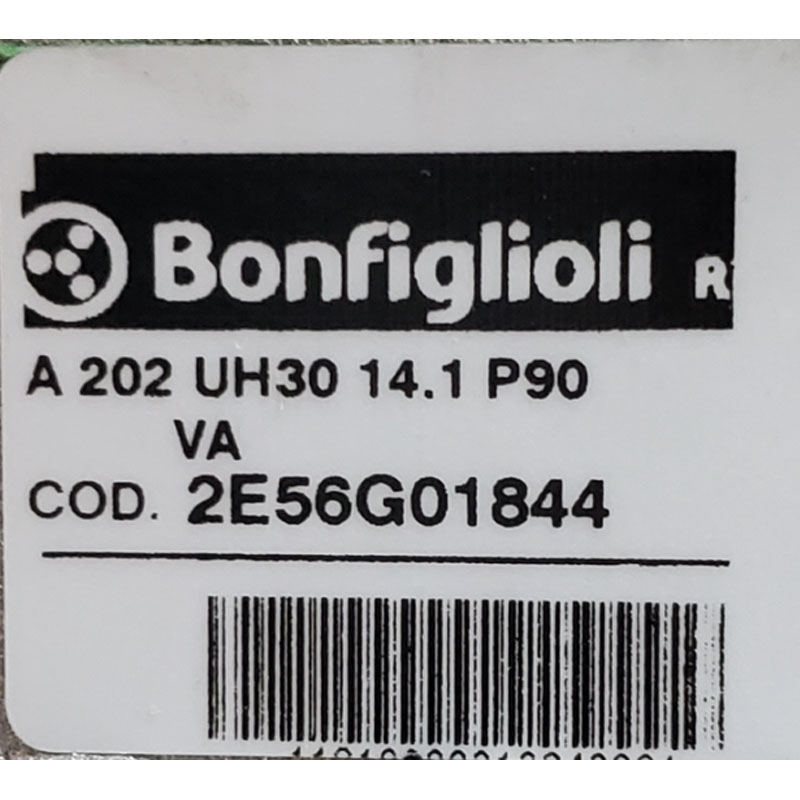 Bonfiglioli
A 202 UH30 14.1 P90
VA
COD. 2E56G01844